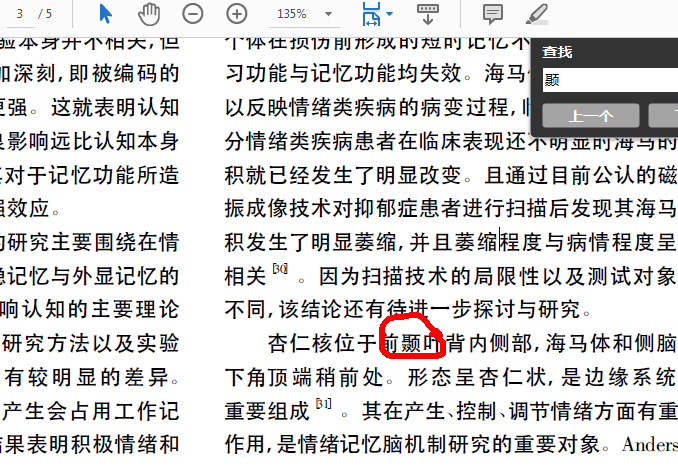 3 / 5
135%
查找
颞
上一个
验本身并不相关,但
加深刻,即被编码的
更强。这就表明认知
影响远比认知本身
其对于记忆功能所造
强效应。
的研究主要围绕在情
隐记忆与外显记忆的
响认知的主要理论
研究方法以及实验
有较明显的差异。
产生会占用工作记
结果表明积极情绪和
个体在损伤前形成的短时记忆不
习功能与记忆功能均失效。海马体
以反映情绪类疾病的病变过程,临
分情绪类疾病患者在临床表现还不明显时海马的
积就已经发生了明显改变。且通过目前公认的磁
振成像技术对抑郁症患者进行扫描后发现其海马
积发生了明显萎缩,并且萎缩程度与病情程度呈
相关[30]。因为扫描技术的局限性以及测试对象
不同,该结论还有待进一步探讨与研究。
杏仁核位于前颞叶背内侧部,海马体和侧脑
下角顶端稍前处。形态呈杏仁状,是边缘系统
重要组成[31]。其在产生、控制、调节情绪方面有重
作用,是情绪记忆脑机制研究的重要对象。Anders